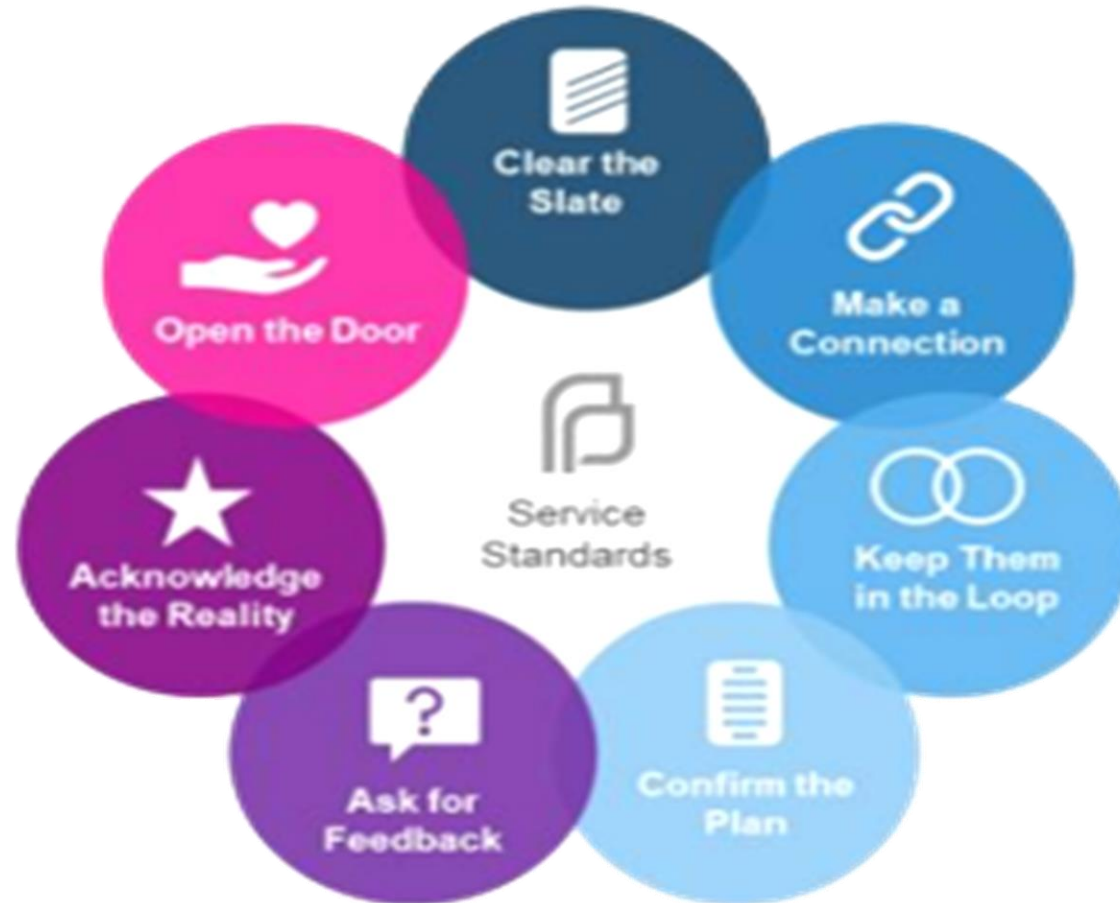 Clear the
Slate
Make a
Connection
Keep Them
in the Loop
Confirm the
Plan
Ask for
Feedback
Acknowledge
the Reality
Open the Door
Service
Standards
?